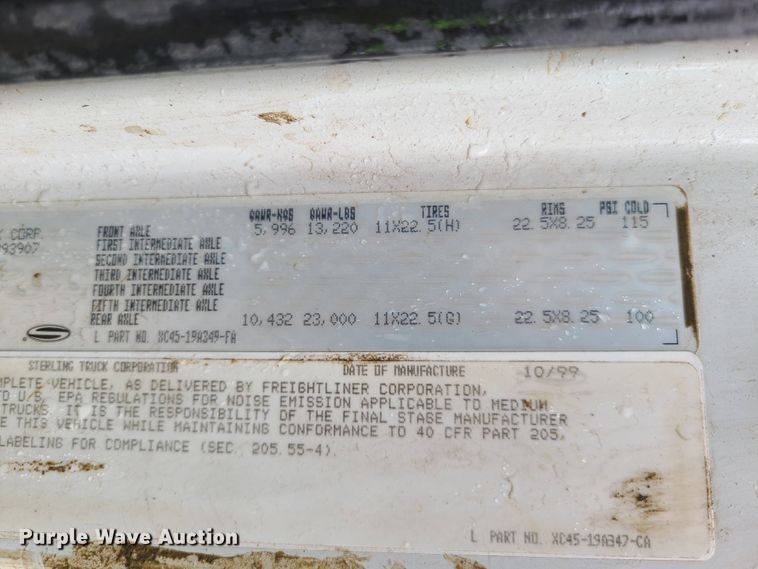 GAWR-KGS GAWR-LBS TIRES RIMS PSI COLD
CORP FRONT AXLE 5,996 13,220 11X22.5(H) 22.5X8.25 115
93907 FIRST INTERMEDIATE AXLE
SECOND INTERMEDIATE AXLE
THIRD INTERMEDIATE AXLE
FOURTH INTERMEDIATE AXLE
FIFTH INTERMEDIATE AXLE
REAR AXLE 10,432 23,000 11X22.5(G) 22.5X8.25 100
L PART NO. XC45-19A349-FA
STERLING TRUCK CORPORATION DATE OF MANUFACTURE 10/99
MPLETE VEHICLE, AS DELIVERED BY FREIGHTLINER CORPORATION,
TO U.S. EPA REGULATIONS FOR NOISE EMISSION APPLICABLE TO MEDIUM
TRUCKS. IT IS THE RESPONSIBILITY OF THE FINAL STAGE MANUFACTURER
E THIS VEHICLE WHILE MAINTAINING CONFORMANCE TO 40 CFR PART 205,
LABELING FOR COMPLIANCE (SEC. 205.55-4).
L PART NO. XC45-19A347-CA
Purple Wave Auction